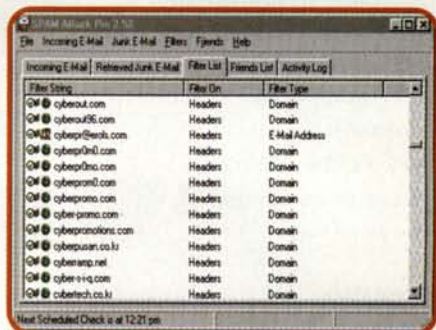 SPAM Attack Pro 2.50
File Incoming E-Mail Junk E-Mail Filters Friends Help
Incoming E-Mail Retrieved Junk E-Mail Filter List Friends List Activity Log
Filter String Filter On Filter Type
cyberout.com Headers Domain
cyberout96.com Headers Domain
cyberpr@erols.com Headers E-Mail Address
cyberpr0m0.com Headers Domain
cyberpr0mo.com Headers Domain
cyberprom0.com Headers Domain
cyberpromo.com Headers Domain
cyber-promo.com Headers Domain
cyberpromotions.com Headers Domain
cyberpusan.co.kr Headers Domain
cyberramp.net Headers Domain
cyber-s-i-q.com Headers Domain
cybertech.co.kr Headers Domain
Next Scheduled Check is at 12:21 pm